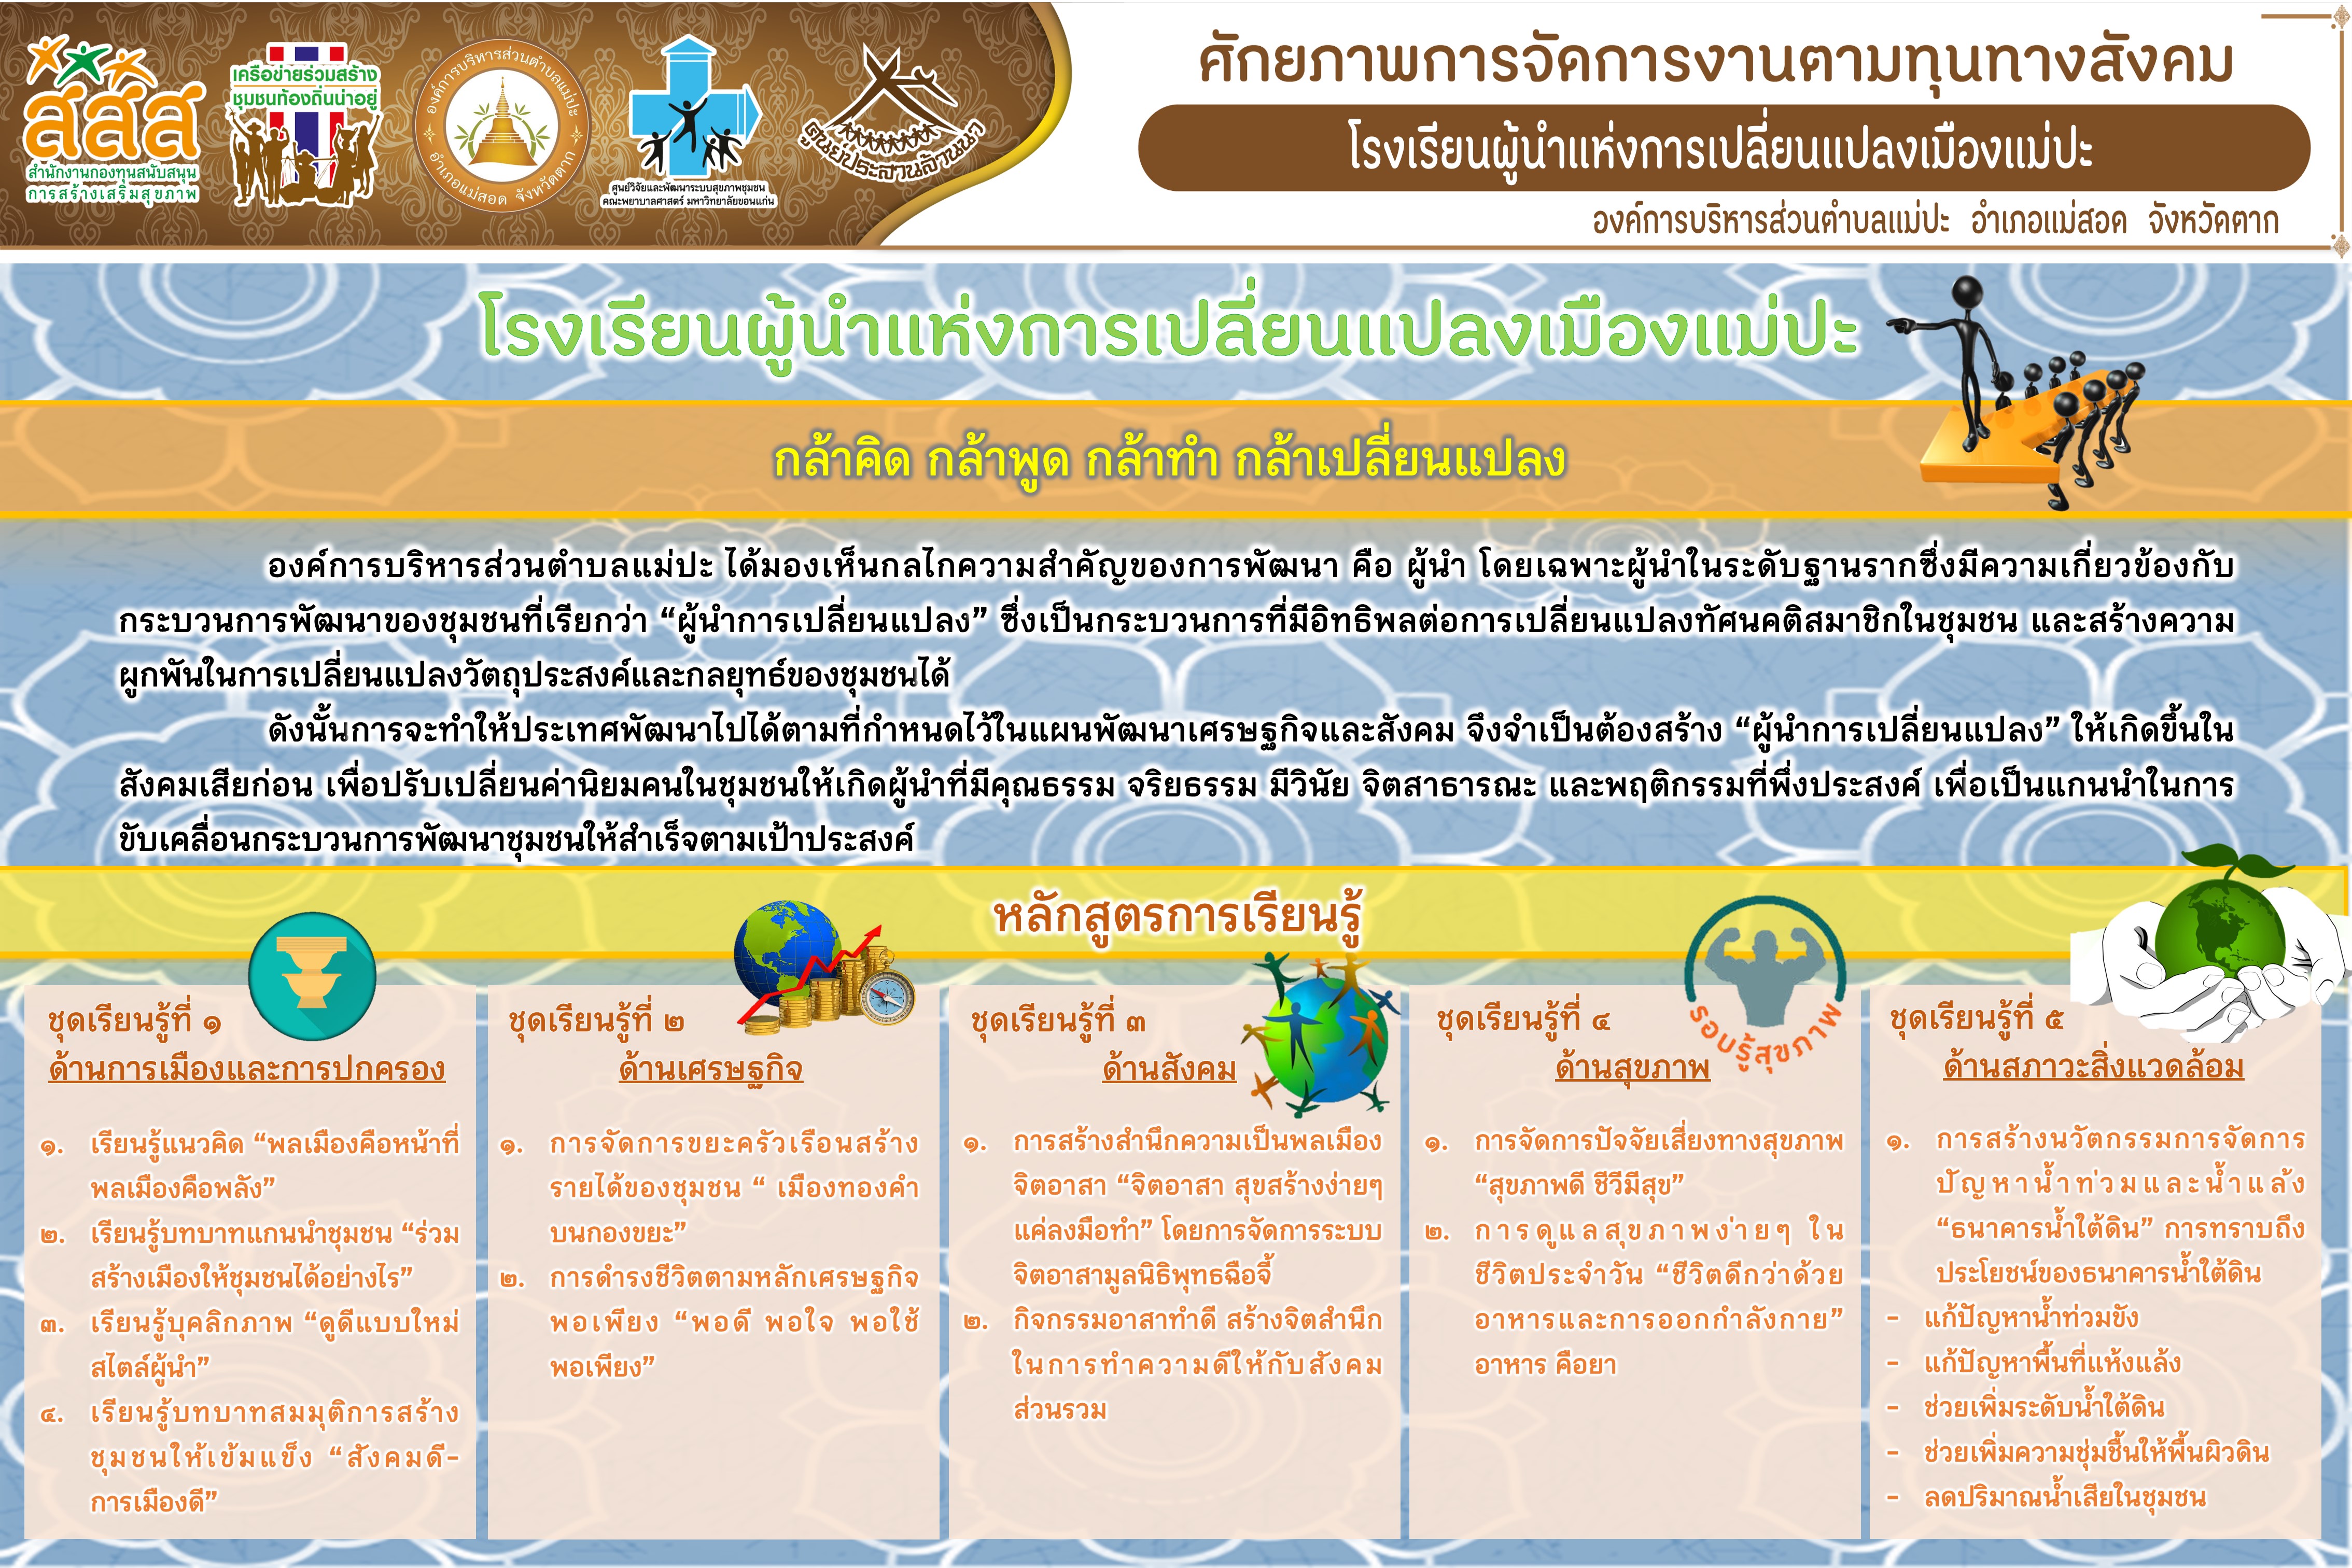 สสส
สำนักงานกองทุนสนับสนุน
การสร้างเสริมสุขภาพ
เครือข่ายร่วมสร้าง
ชุมชนท้องถิ่นน่าอยู่
องค์การบริหารส่วนตำบลแม่ปะ
อำเภอแม่สอด จังหวัดตาก
ศูนย์วิจัยและพัฒนาระบบสุขภาพชุมชน
คณะพยาบาลศาสตร์ มหาวิทยาลัยขอนแก่น
ศูนย์ประสานล้านนา
ศักยภาพการจัดการงานตามทุนทางสังคม
โรงเรียนผู้นำแห่งการเปลี่ยนแปลงเมืองแม่ปะ
องค์การบริหารส่วนตำบลแม่ปะ อำเภอแม่สอด จังหวัดตาก
โรงเรียนผู้นำแห่งการเปลี่ยนแปลงเมืองแม่ปะ
กล้าคิด กล้าพูด กล้าทำ กล้าเปลี่ยนแปลง
องค์การบริหารส่วนตำบลแม่ปะ ได้มองเห็นกลไกความสำคัญของการพัฒนา คือ ผู้นำ โดยเฉพาะผู้นำในระดับฐานรากซึ่งมีความเกี่ยวข้องกับ
กระบวนการพัฒนาของชุมชนที่เรียกว่า “ผู้นำการเปลี่ยนแปลง” ซึ่งเป็นกระบวนการที่มีอิทธิพลต่อการเปลี่ยนแปลงทัศนคติสมาชิกในชุมชน และสร้างความ
ผูกพันในการเปลี่ยนแปลงวัตถุประสงค์และกลยุทธ์ของชุมชนได้
ดังนั้นการจะทำให้ประเทศพัฒนาไปได้ตามที่กำหนดไว้ในแผนพัฒนาเศรษฐกิจและสังคม จึงจำเป็นต้องสร้าง “ผู้นำการเปลี่ยนแปลง” ให้เกิดขึ้นใน
สังคมเสียก่อน เพื่อปรับเปลี่ยนค่านิยมคนในชุมชนให้เกิดผู้นำที่มีคุณธรรม จริยธรรม มีวินัย จิตสาธารณะ และพฤติกรรมที่พึ่งประสงค์ เพื่อเป็นแกนนำในการ
ขับเคลื่อนกระบวนการพัฒนาชุมชนให้สำเร็จตามเป้าประสงค์
หลักสูตรการเรียนรู้
ชุดเรียนรู้ที่ ๑
ด้านการเมืองและการปกครอง
๑. เรียนรู้แนวคิด “พลเมืองคือหน้าที่
พลเมืองคือพลัง”
๒. เรียนรู้บทบาทแกนนำชุมชน “ร่วม
สร้างเมืองให้ชุมชนได้อย่างไร”
๓. เรียนรู้บุคลิกภาพ “ดูดีแบบใหม่
สไตล์ผู้นำ”
๔. เรียนรู้บทบาทสมมุติการสร้าง
ชุมชนให้เข้มแข็ง “สังคมดี-
การเมืองดี”
ชุดเรียนรู้ที่ ๒
ด้านเศรษฐกิจ
๑. การจัดการขยะครัวเรือนสร้าง
รายได้ของชุมชน “ เมืองทองคำ
บนกองขยะ”
๒. การดำรงชีวิตตามหลักเศรษฐกิจ
พอเพียง “พอดี พอใจ พอใช้
พอเพียง”
ชุดเรียนรู้ที่ ๓
ด้านสังคม
๑. การสร้างสำนึกความเป็นพลเมือง
จิตอาสา “จิตอาสา สุขสร้างง่ายๆ
แค่ลงมือทำ” โดยการจัดการระบบ
จิตอาสามูลนิธิพุทธฉือจี้
๒. กิจกรรมอาสาทำดี สร้างจิตสำนึก
ในการทำความดีให้กับสังคม
ส่วนรวม
ชุดเรียนรู้ที่ ๔
รอบรู้สุขภาพ
ด้านสุขภาพ
๑. การจัดการปัจจัยเสี่ยงทางสุขภาพ
“สุขภาพดี ชีวีมีสุข”
๒. การดูแลสุขภาพง่ายๆ ใน
ชีวิตประจำวัน “ชีวิตดีกว่าด้วย
อาหารและการออกกำลังกาย”
อาหาร คือยา
ชุดเรียนรู้ที่ ๕
ด้านสภาวะสิ่งแวดล้อม
๑. การสร้างนวัตกรรมการจัดการ
ปัญหาน้ำท่วมและน้ำแล้ง
“ธนาคารน้ำใต้ดิน” การทราบถึง
ประโยชน์ของธนาคารน้ำใต้ดิน
- แก้ปัญหาน้ำท่วมขัง
- แก้ปัญหาพื้นที่แห้งแล้ง
- ช่วยเพิ่มระดับน้ำใต้ดิน
- ช่วยเพิ่มความชุ่มชื้นให้พื้นผิวดิน
- ลดปริมาณน้ำเสียในชุมชน